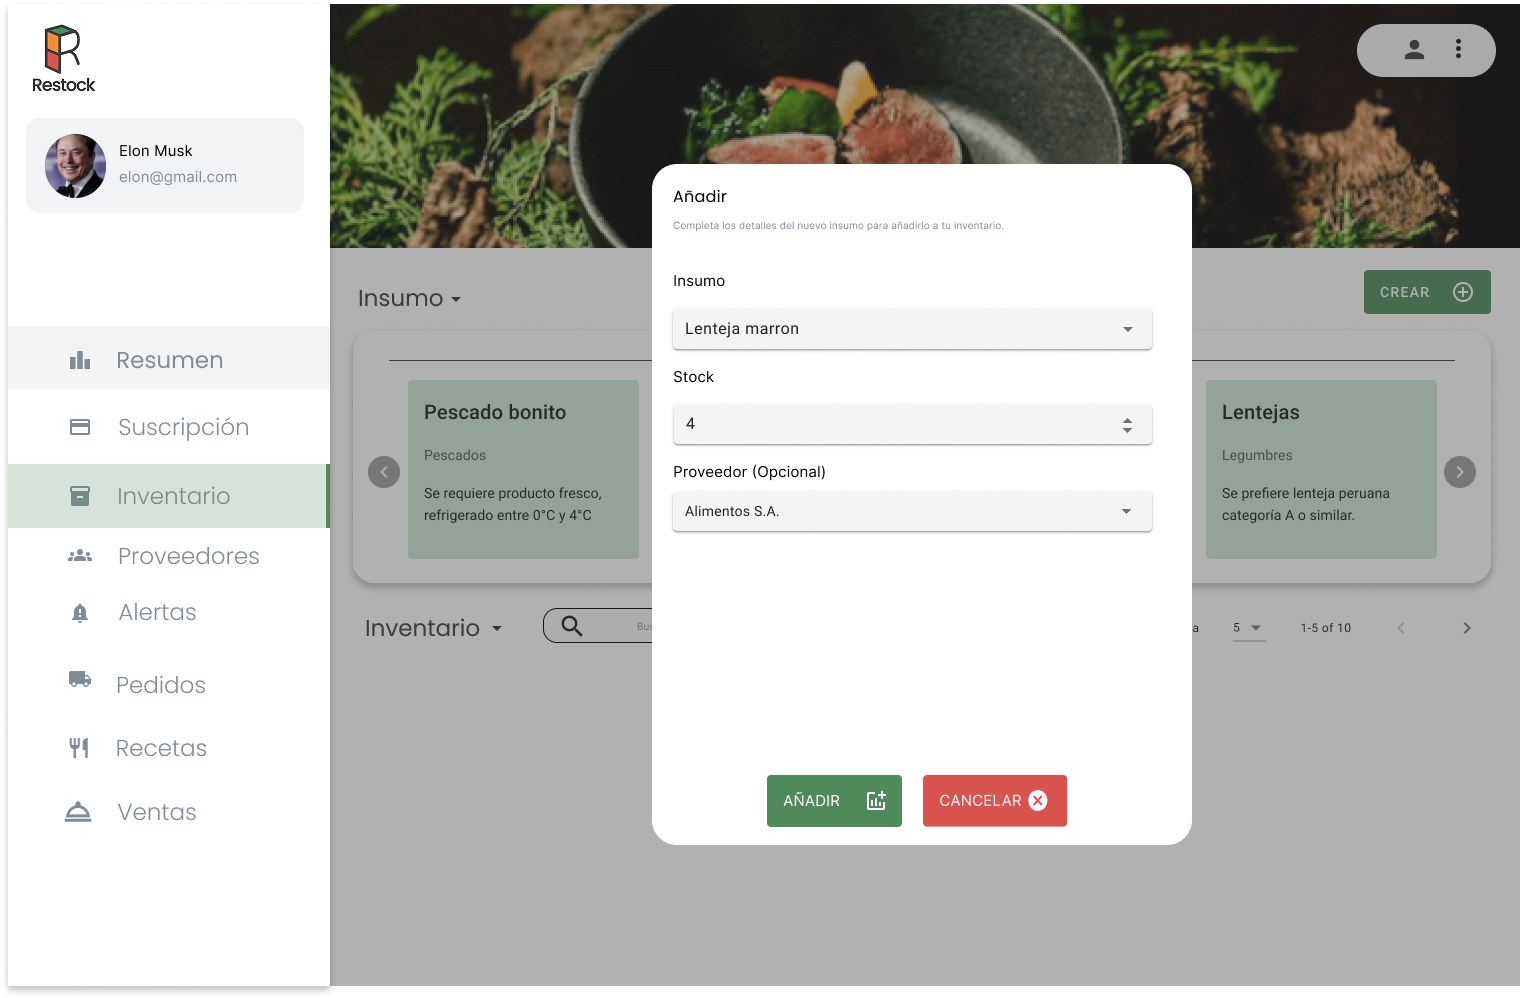 Restock
Elon Musk
elon@gmail.com
Resumen
Suscripción
Inventario
Proveedores
Alertas
Pedidos
Recetas
Ventas
Insumo
CREAR
Pescado bonito
Pescados
Se requiere producto fresco,
refrigerado entre 0°C y 4°C
Lentejas
Legumbres
Se prefiere lenteja peruana
categoría A o similar.
Inventario
Bus
a
5
1-5 of 10
Añadir
Completa los detalles del nuevo insumo para añadirlo a tu inventario.
Insumo
Lenteja marron
Stock
4
Proveedor (Opcional)
Alimentos S.A.
AÑADIR
CANCELAR